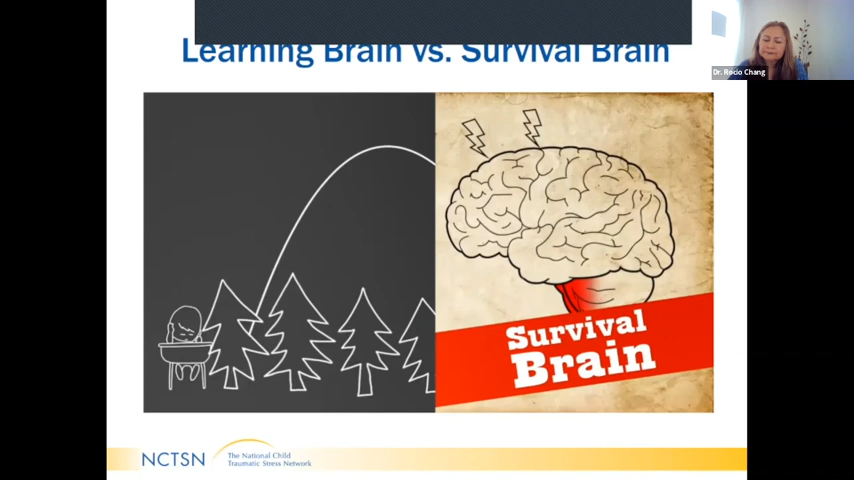 Learning Brain vs. Survival Brain
Dr. Rocio Chang
Survival
Brain
NCTSN
The National Child
Traumatic Stress Network